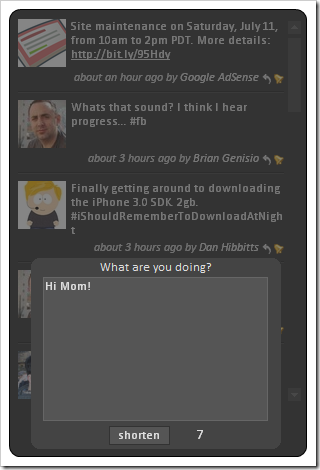 Site maintenance on Saturday, July 11,
from 10am to 2pm PDT. More details:
http://bit.ly/95Hdy
about an hour ago by Google AdSense
Whats that sound? I think I hear
progress... #fb
about 3 hours ago by Brian Genisio
Finally getting around to downloading
the iPhone 3.0 SDK. 2gb.
#iShouldRememberToDownloadAtNigh
t
about 3 hours ago by Dan Hibbitts
What are you doing?
Hi Mom!
shorten
7